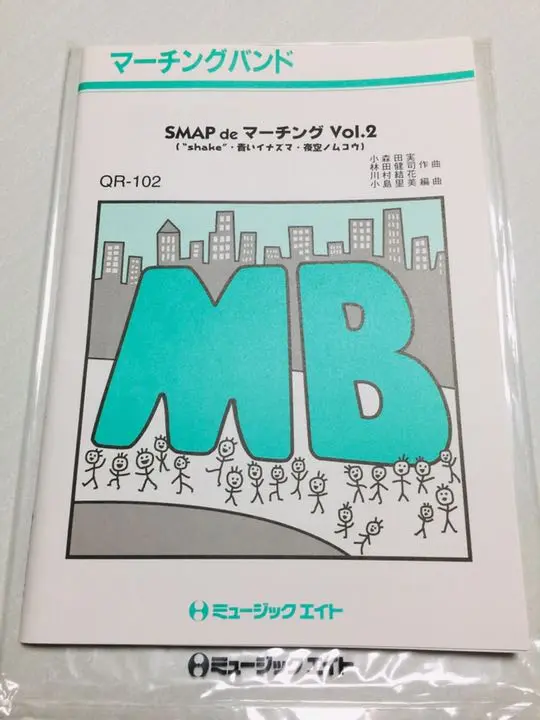 マーチングバンド
SMAP de マーチング Vol.2
("shake"・青いイナズマ・夜空ノムコウ)
小森田実
林田健司作曲
川村結花
小島里美編曲
QR-102
MB
ミュージックエイト
ミュージックエイト